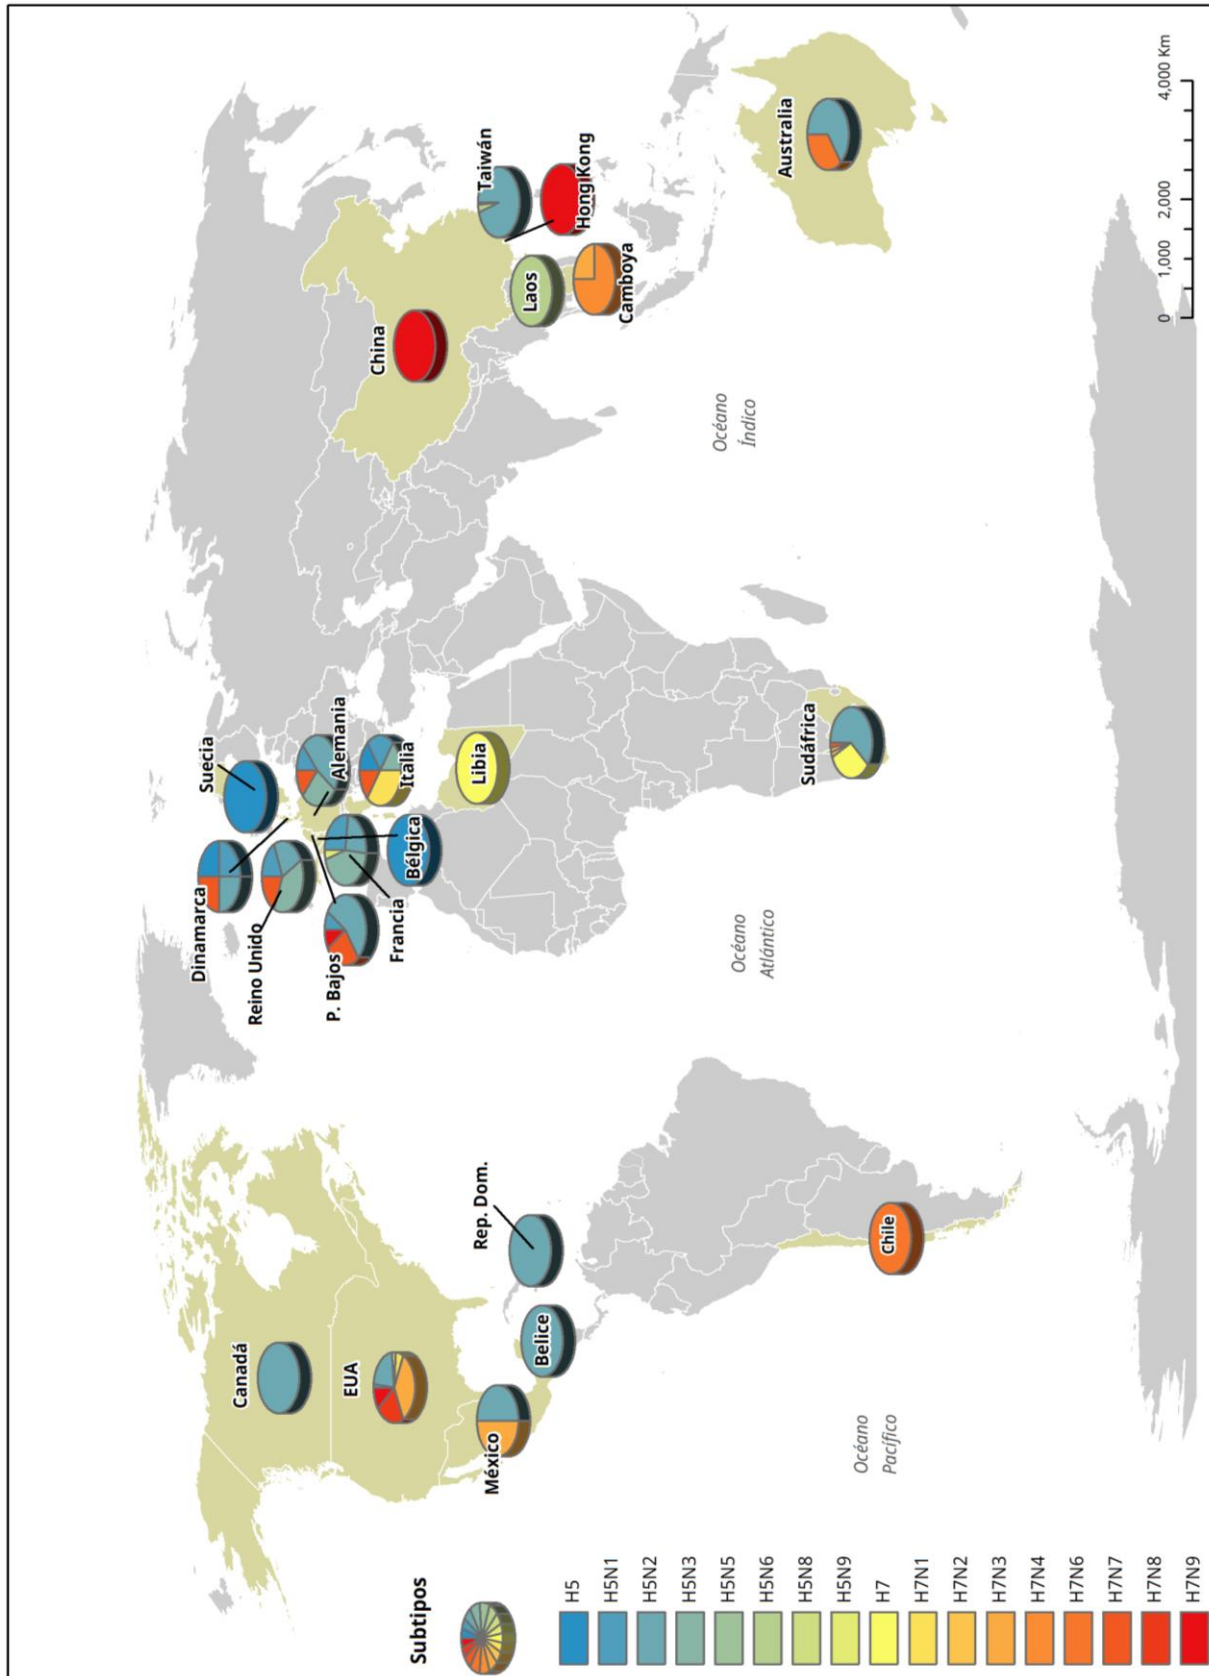 Canadá
EUA
México
Belice
Rep. Dom.
Chile
Dinamarca
Suecia
Reino Unido
Alemania
P. Bajos
Francia
Bélgica
Italia
Libia
Sudáfrica
China
Taiwán
Hong Kong
Laos
Camboya
Australia
Océano
Pacífico
Océano
Atlántico
Océano
Índico
Subtipos
H5
H5N1
H5N2
H5N3
H5N5
H5N6
H5N8
H5N9
H7
H7N1
H7N2
H7N3
H7N4
H7N6
H7N7
H7N8
H7N9
0 1,000 2,000 4,000 Km